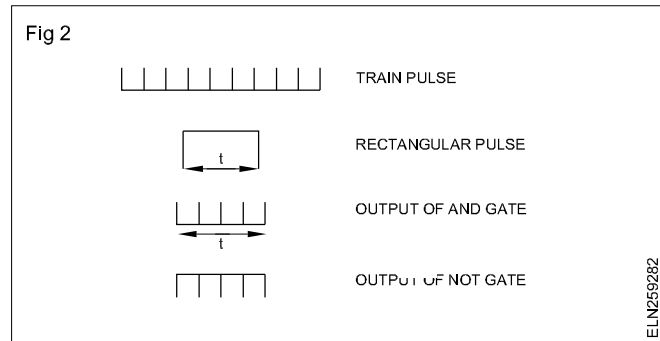 Fig 2
TRAIN PULSE
RECTANGULAR PULSE
t
OUTPUT OF AND GATE
t
OUTPUT OF NOT GATE
ELN259282